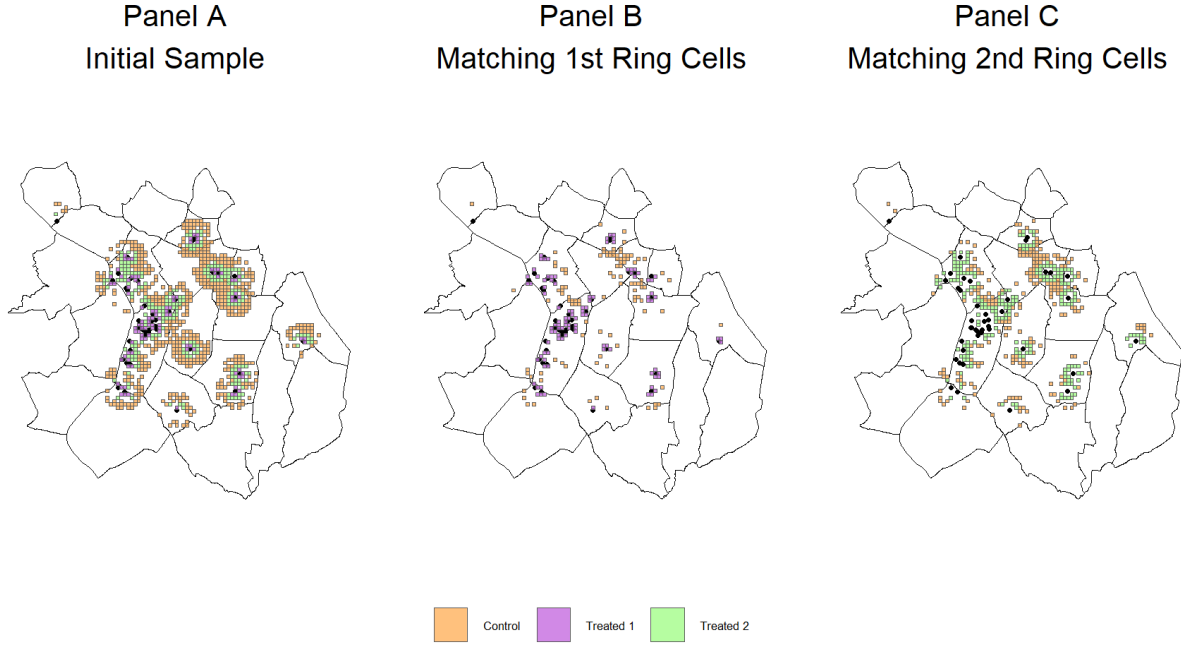 Panel A
Initial Sample
Panel B
Matching 1st Ring Cells
Panel C
Matching 2nd Ring Cells
Control
Treated 1
Treated 2